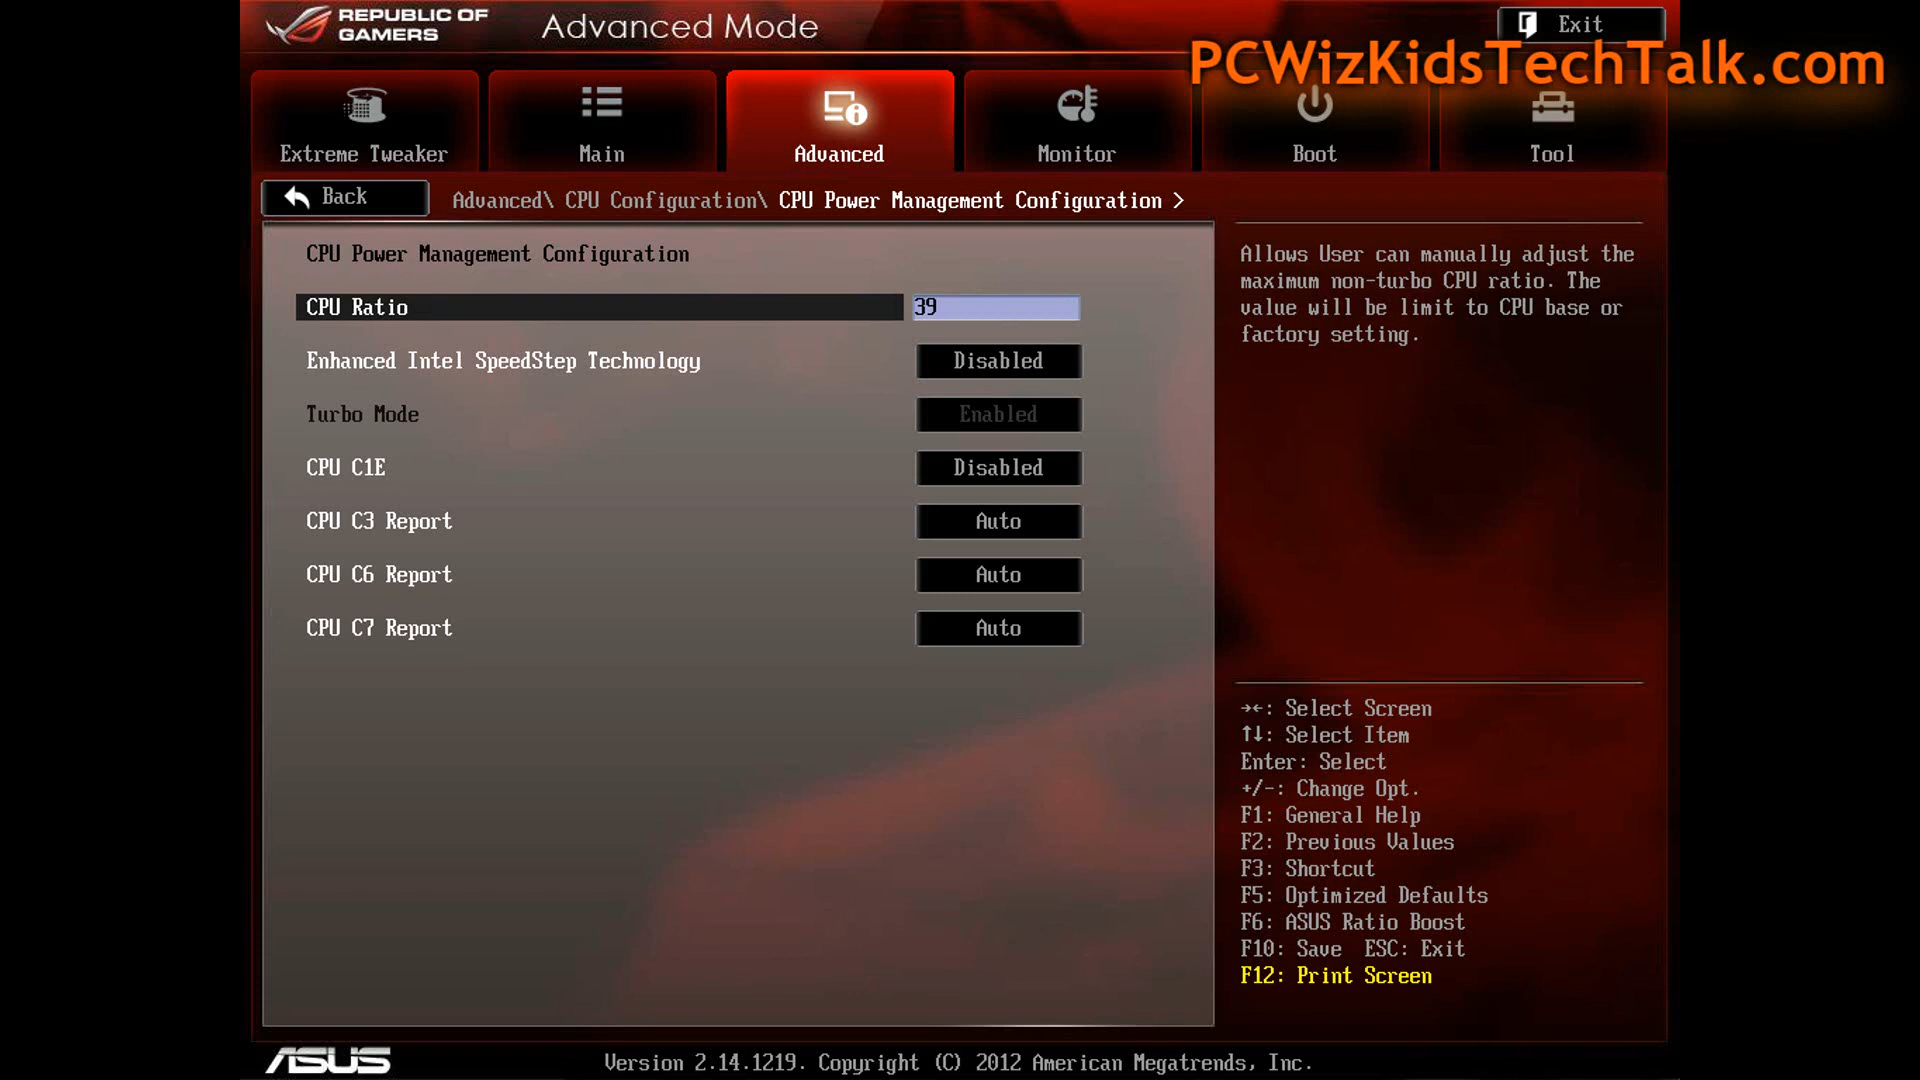 REPUBLIC OF
GAMERS
Advanced Mode
Exit
PCWizKidsTechTalk.com
Extreme Tweaker
Main
Advanced
Monitor
Boot
Tool
Back
Advanced\ CPU Configuration\ CPU Power Management Configuration >
CPU Power Management Configuration
CPU Ratio 39
Enhanced Intel SpeedStep Technology Disabled
Turbo Mode Enabled
CPU C1E Disabled
CPU C3 Report Auto
CPU C6 Report Auto
CPU C7 Report Auto
Allows User can manually adjust the
maximum non-turbo CPU ratio. The
value will be limit to CPU base or
factory setting.
→←: Select Screen
↑↓: Select Item
Enter: Select
+/-: Change Opt.
F1: General Help
F2: Previous Values
F3: Shortcut
F5: Optimized Defaults
F6: ASUS Ratio Boost
F10: Save ESC: Exit
F12: Print Screen
ASUS
Version 2.14.1219. Copyright (C) 2012 American Megatrends, Inc.